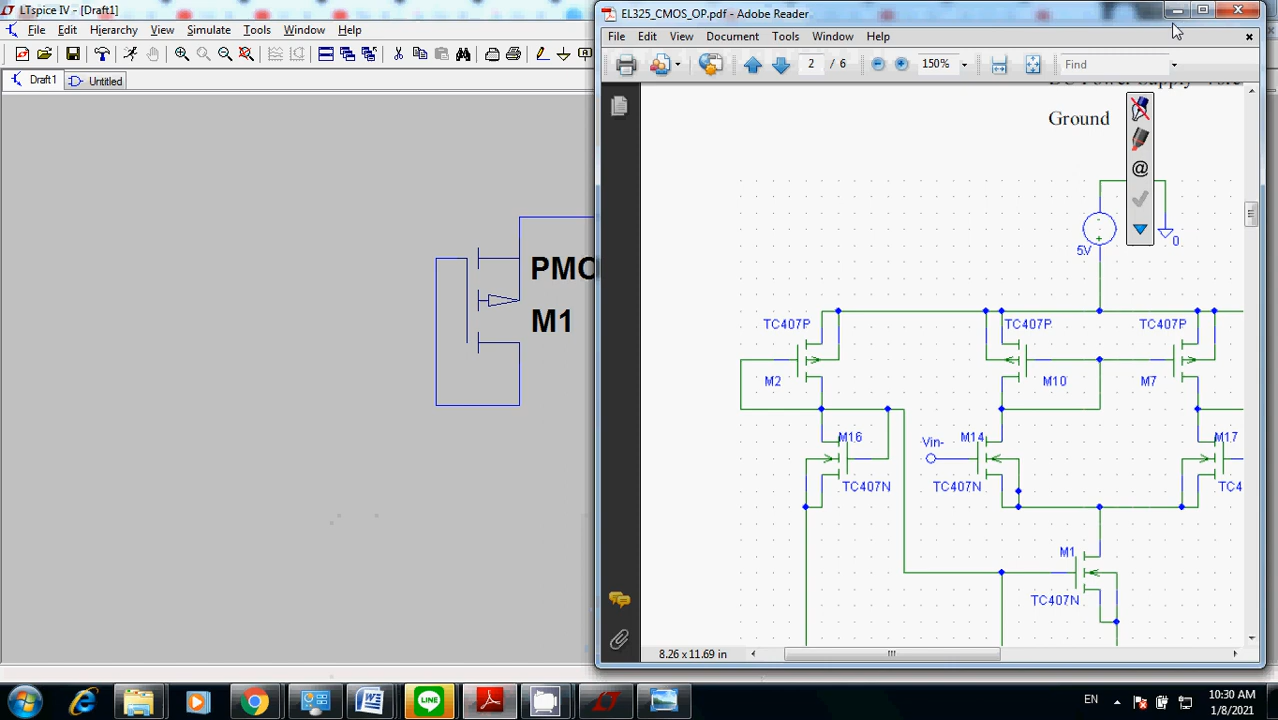 LTspice IV - [Draft1]
File Edit Hierarchy View Simulate Tools Window Help
Draft1 Untitled
PMO
M1
EL325_CMOS_OP.pdf - Adobe Reader
File Edit View Document Tools Window Help
2 / 6 150% Find
Ground
@
0
5V
TC407P TC407P TC407P
M2 M10 M7
M16 Vin- M14 M17
TC407N TC407N TC4
M1
TC407N
8.26 x 11.69 in
EN 10:30 AM
1/8/2021
LINE